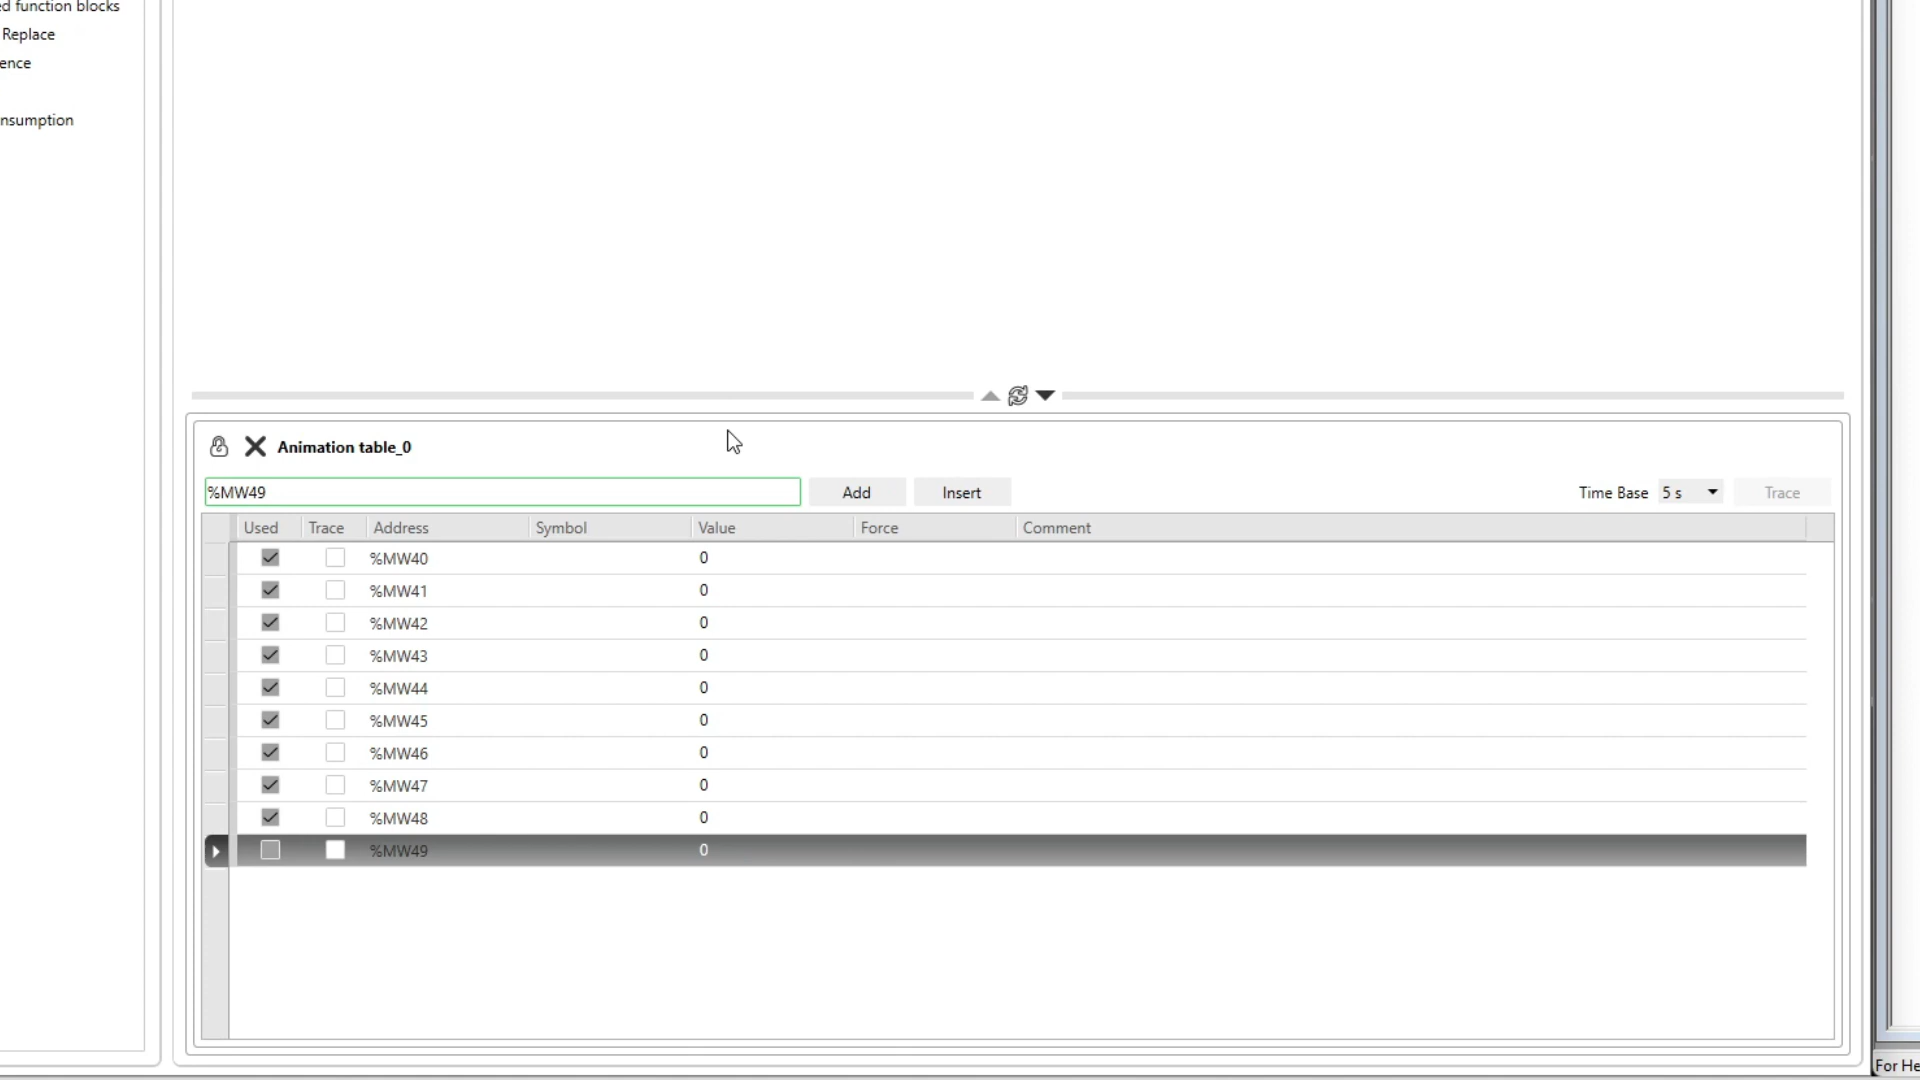 ed function blocks
Replace
ence
nsumption
Animation table_0
%MW49 Add Insert Time Base 5 s Trace
Used Trace Address Symbol Value Force Comment
%MW40 0
%MW41 0
%MW42 0
%MW43 0
%MW44 0
%MW45 0
%MW46 0
%MW47 0
%MW48 0
%MW49 0
For He